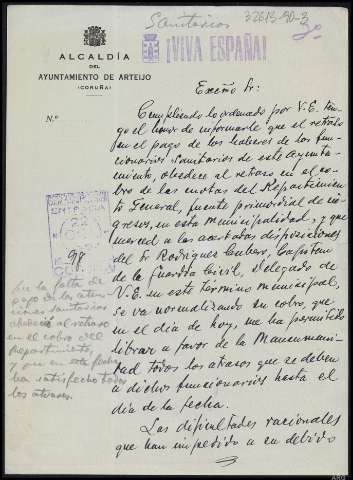 Sanitarios
32613-90-3
¡VIVA ESPAÑA!
ALCALDÍA
DEL
AYUNTAMIENTO DE ARTEIJO
(CORUÑA)
N.º
Excmo Sr:
Cumpliendo lo ordenado por V.E. ten-
go el honor de informarle que el retraso
en el pago de los haberes de los fun-
cionarios sanitarios de este ayunta-
miento, obedece al retraso en el co-
bro de las cuotas del Repartimien-
to General, fuente primordial de in-
gresos, en esta municipalidad, y que
merced a las acertadas disposiciones
del Sr Rodriguez Capitan
de la Guardia Civil, Delegado de
V.E. en este termino municipal,
se va normalizando su cobro, que
en el dia de hoy, me ha permitido
librar a favor de la Mancomuni-
dad todos los atrasos que se deben
a dichos funcionarios hasta el
dia de la fecha.
Las dificultades racionales
que han impedido a su debido
98
Que la falta de
pago de las aten-
ciones sanitarias
obedece al retraso
en el cobro del
Repartimiento,
y que en esta fecha
ha satisfecho todos
los atrasos.